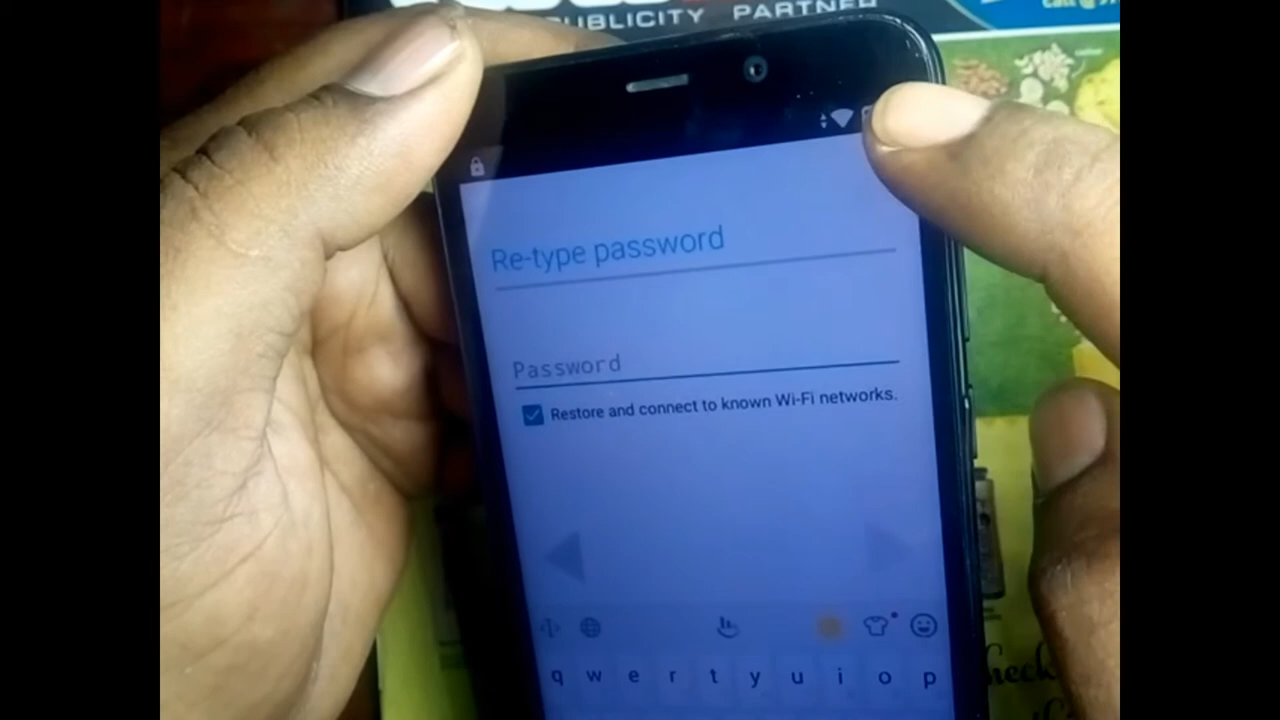 PUBLICITY PARTNER
Re-type password
Password
Restore and connect to known Wi-Fi networks.
q w e r t y u i o p